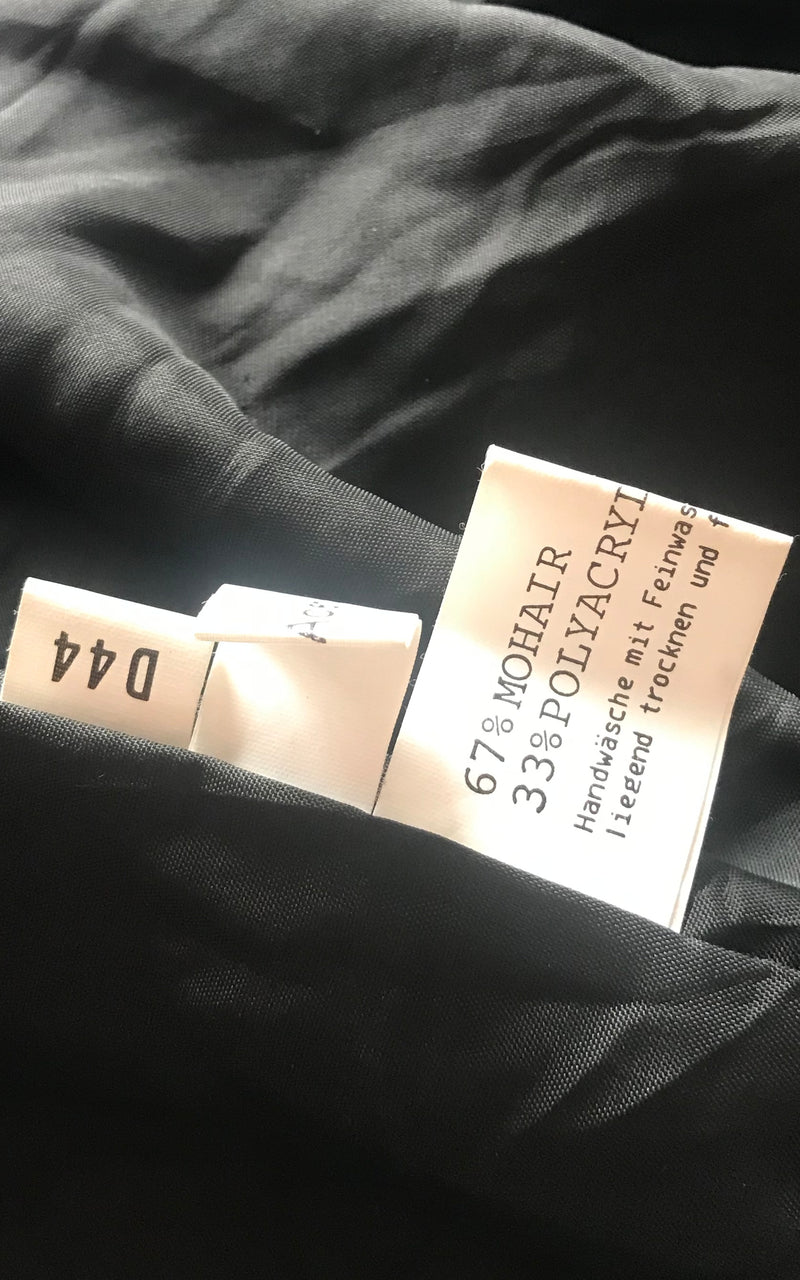 D44
67% MOHAIR
33% POLYACRYL
Handwäsche mit Feinwas
liegend trocknen und f